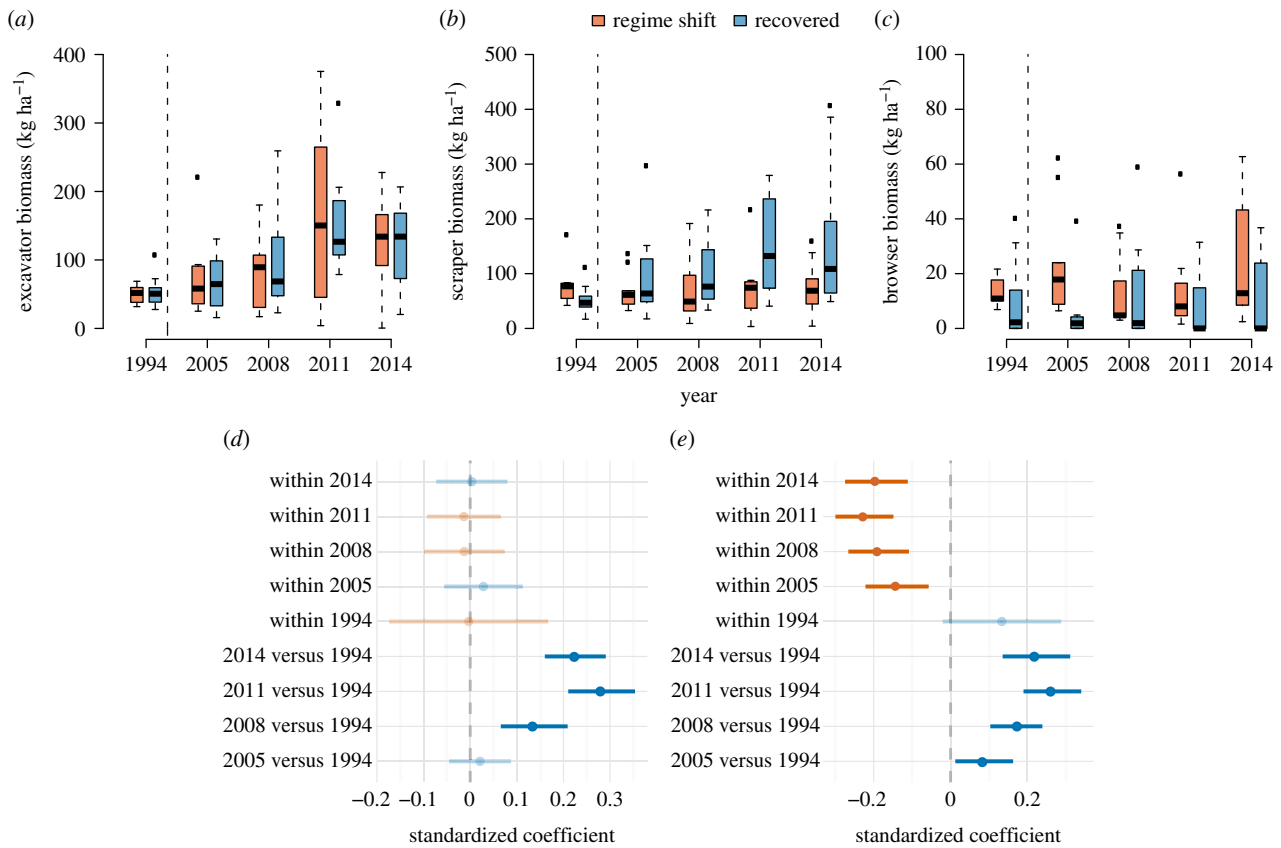 (a)
(b)
regime shift
recovered
(c)
excavator biomass (kg ha⁻¹)
400
300
200
100
0
1994 2005 2008 2011 2014
scraper biomass (kg ha⁻¹)
500
400
300
200
100
0
1994 2005 2008 2011 2014
year
browser biomass (kg ha⁻¹)
100
80
60
40
20
0
1994 2005 2008 2011 2014
(d)
within 2014
within 2011
within 2008
within 2005
within 1994
2014 versus 1994
2011 versus 1994
2008 versus 1994
2005 versus 1994
−0.2 −0.1 0 0.1 0.2 0.3
standardized coefficient
(e)
within 2014
within 2011
within 2008
within 2005
within 1994
2014 versus 1994
2011 versus 1994
2008 versus 1994
2005 versus 1994
−0.2 0 0.2
standardized coefficient